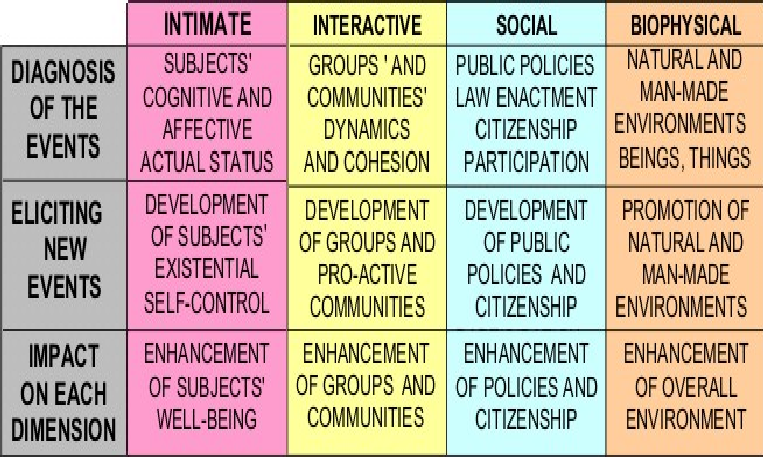 INTIMATE
INTERACTIVE
SOCIAL
BIOPHYSICAL
DIAGNOSIS
OF THE
EVENTS
SUBJECTS'
COGNITIVE AND
AFFECTIVE
ACTUAL STATUS
GROUPS ' AND
COMMUNITIES'
DYNAMICS
AND COHESION
PUBLIC POLICIES
LAW ENACTMENT
CITIZENSHIP
PARTICIPATION
NATURAL AND
MAN-MADE
ENVIRONMENTS
BEINGS, THINGS
ELICITING
NEW
EVENTS
DEVELOPMENT
OF SUBJECTS'
EXISTENTIAL
SELF-CONTROL
DEVELOPMENT
OF GROUPS AND
PRO-ACTIVE
COMMUNITIES
DEVELOPMENT
OF PUBLIC
POLICIES AND
CITIZENSHIP
PROMOTION OF
NATURAL AND
MAN-MADE
ENVIRONMENTS
IMPACT
ON EACH
DIMENSION
ENHANCEMENT
OF SUBJECTS'
WELL-BEING
ENHANCEMENT
OF GROUPS AND
COMMUNITIES
ENHANCEMENT
OF POLICIES AND
CITIZENSHIP
ENHANCEMENT
OF OVERALL
ENVIRONMENT